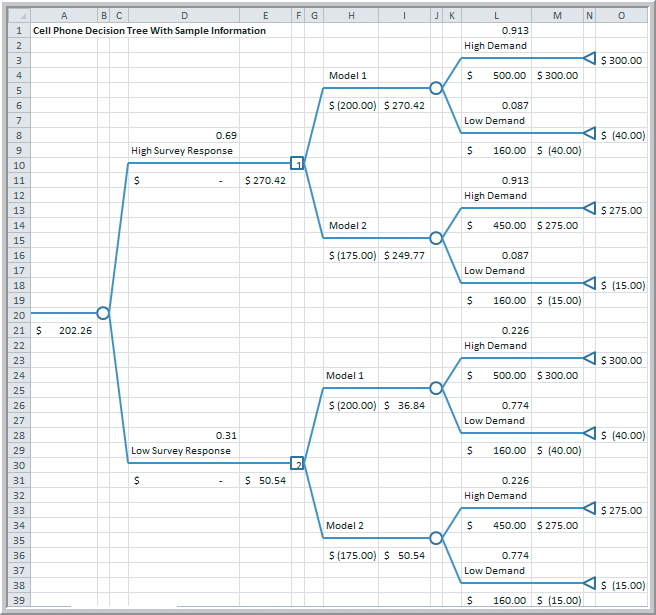 A B C D E F G H I J K L M N O
1 Cell Phone Decision Tree With Sample Information 0.913
2 High Demand
3 $ 300.00
4 Model 1 $ 500.00 $ 300.00
5
6 $ (200.00) $ 270.42 0.087
7 Low Demand
8 0.69 $ (40.00)
9 High Survey Response $ 160.00 $ (40.00)
10 1
11 $ - $ 270.42 0.913
12 High Demand
13 $ 275.00
14 Model 2 $ 450.00 $ 275.00
15
16 $ (175.00) $ 249.77 0.087
17 Low Demand
18 $ (15.00)
19 $ 160.00 $ (15.00)
20
21 $ 202.26 0.226
22 High Demand
23 $ 300.00
24 Model 1 $ 500.00 $ 300.00
25
26 $ (200.00) $ 36.84 0.774
27 Low Demand
28 0.31 $ (40.00)
29 Low Survey Response $ 160.00 $ (40.00)
30 2
31 $ - $ 50.54 0.226
32 High Demand
33 $ 275.00
34 Model 2 $ 450.00 $ 275.00
35
36 $ (175.00) $ 50.54 0.774
37 Low Demand
38 $ (15.00)
39 $ 160.00 $ (15.00)